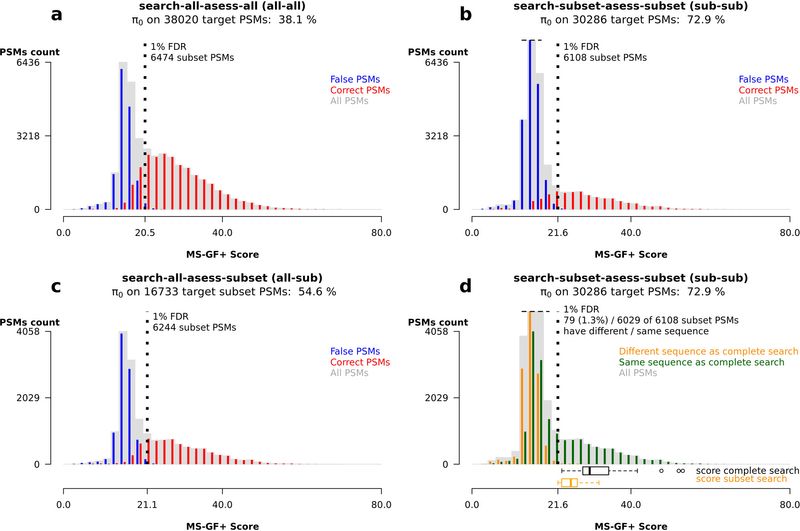 a
search-all-asess-all (all-all)
π0 on 38020 target PSMs: 38.1 %
PSMs count
1% FDR
6474 subset PSMs
False PSMs
Correct PSMs
All PSMs
6436
3218
0
0.0 20.5 40.0 80.0
MS-GF+ Score
b
search-subset-asess-subset (sub-sub)
π0 on 30286 target PSMs: 72.9 %
PSMs count
1% FDR
6108 subset PSMs
False PSMs
Correct PSMs
All PSMs
6436
3218
0
0.0 21.6 40.0 80.0
MS-GF+ Score
c
search-all-asess-subset (all-sub)
π0 on 16733 target subset PSMs: 54.6 %
PSMs count
1% FDR
6244 subset PSMs
False PSMs
Correct PSMs
All PSMs
4058
2029
0
0.0 21.1 40.0 80.0
MS-GF+ Score
d
search-subset-asess-subset (sub-sub)
π0 on 30286 target PSMs: 72.9 %
PSMs count
1% FDR
79 (1.3%) / 6029 of 6108 subset PSMs
have different / same sequence
Different sequence as complete search
Same sequence as complete search
All PSMs
4058
2029
0
score complete search
score subset search
0.0 21.6 40.0 80.0
MS-GF+ Score